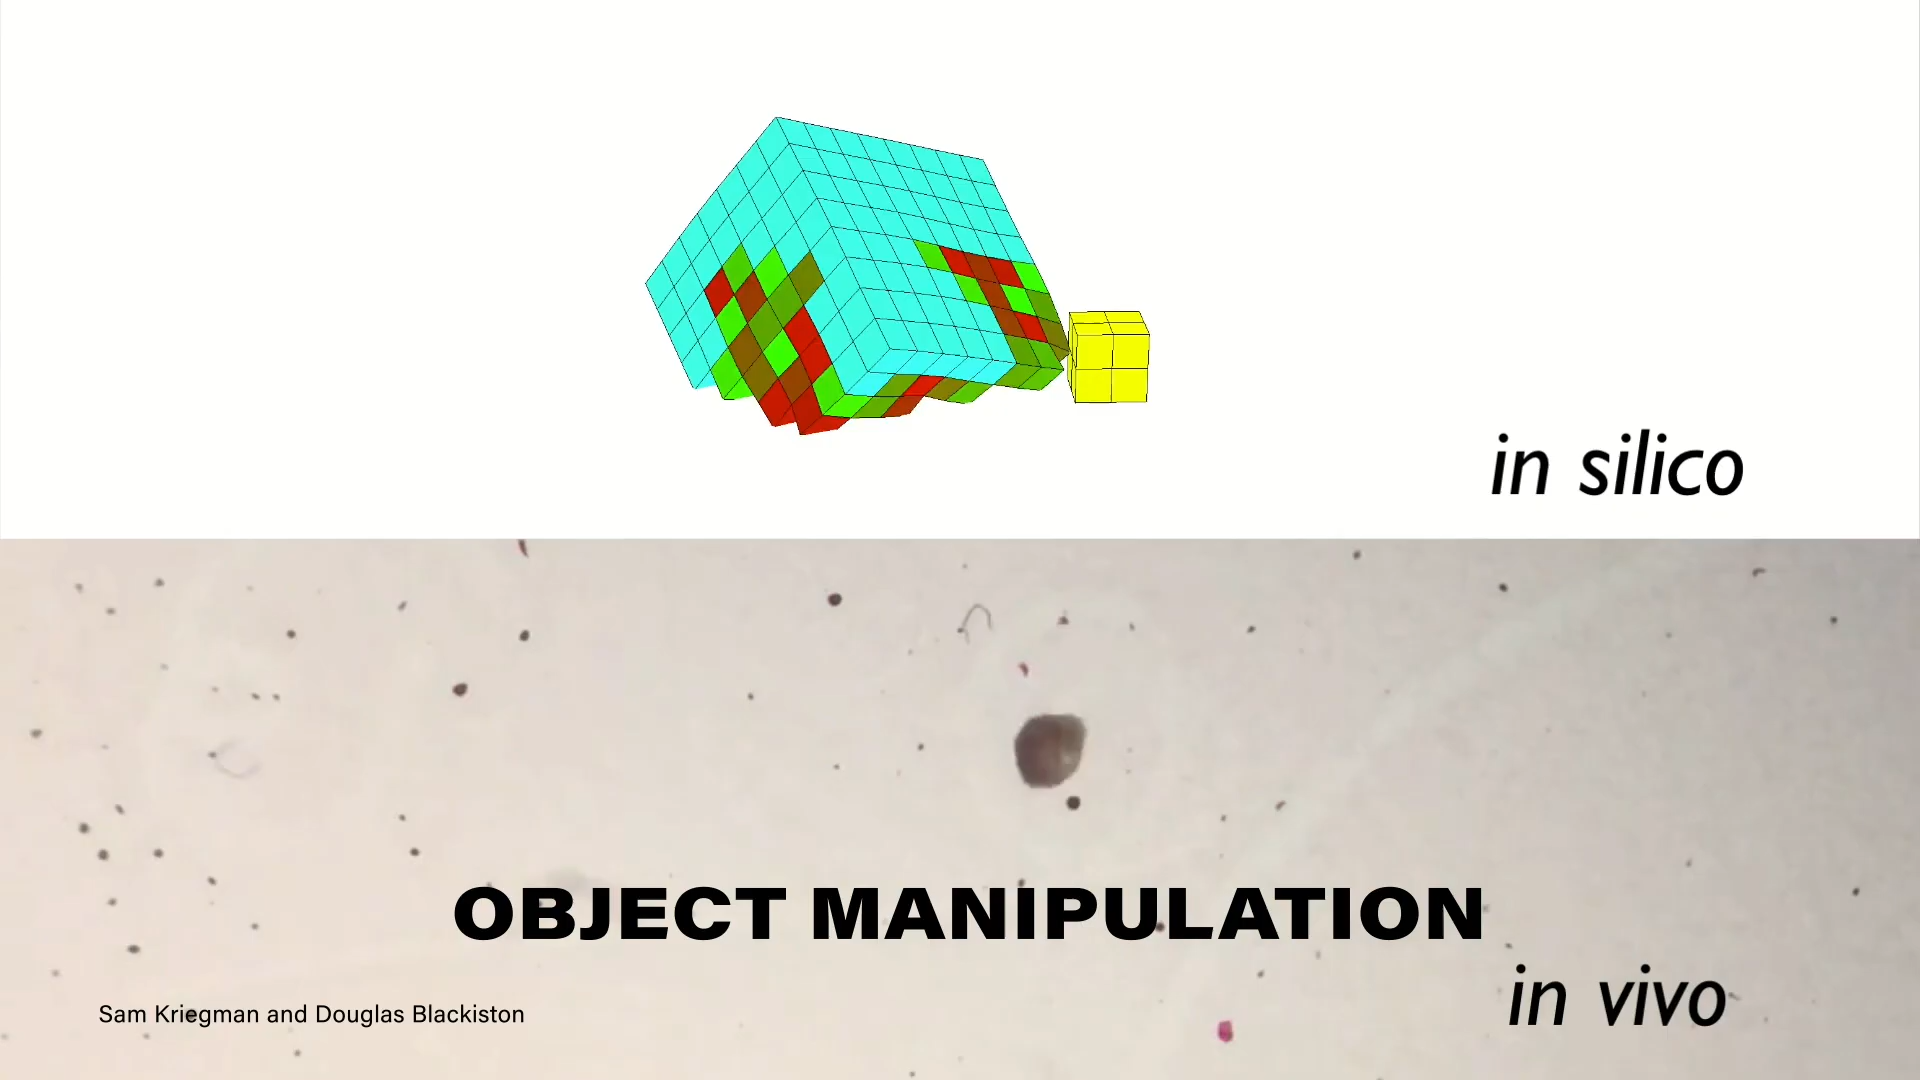 in silico
OBJECT MANIPULATION
in vivo
Sam Kriegman and Douglas Blackiston